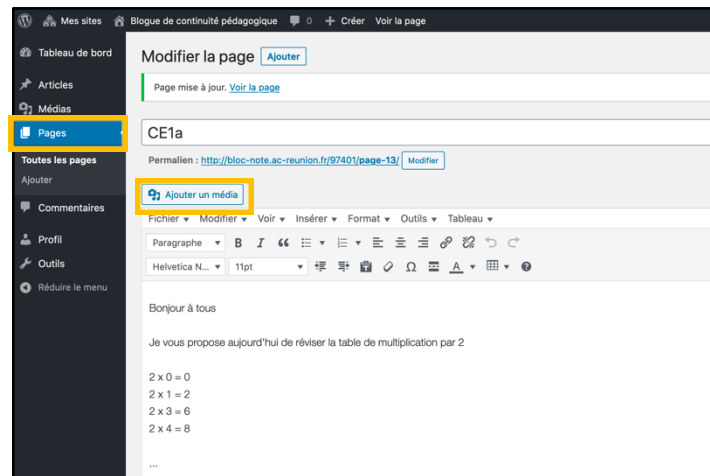 Mes sites Blogue de continuité pédagogique 0 + Créer Voir la page
Tableau de bord
Articles
Médias
Pages
Toutes les pages
Ajouter
Commentaires
Profil
Outils
Réduire le menu
Modifier la page Ajouter
Page mise à jour. Voir la page
CE1a
Permalien : http://bloc-note.ac-reunion.fr/97401/page-13/ Modifier
Ajouter un média
Fichier Modifier Voir Insérer Format Outils Tableau
Paragraphe B I
Helvetica N... 11pt Ω A
Bonjour à tous
Je vous propose aujourd'hui de réviser la table de multiplication par 2
2 x 0 = 0
2 x 1 = 2
2 x 3 = 6
2 x 4 = 8
...